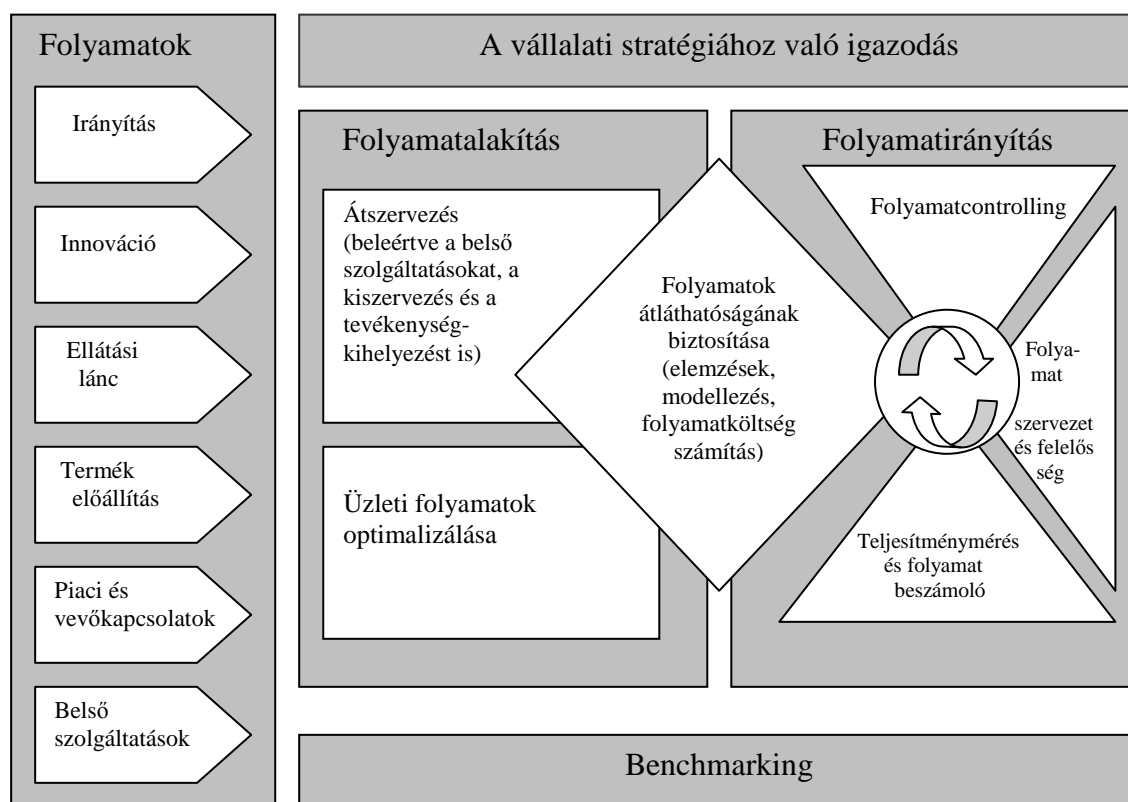 Folyamatok
Irányítás
Innováció
Ellátási
lánc
Termék
előállítás
Piaci és
vevőkapcsolatok
Belső
szolgáltatások
A vállalati stratégiához való igazodás
Folyamatalakítás
Átszervezés
(beleértve a belső
szolgáltatásokat, a
kiszervezés és a
tevékenység-
kihelyezést is)
Üzleti folyamatok
optimalizálása
Folyamatok
átláthatóságának
biztosítása
(elemzések,
modellezés,
folyamatköltség
számítás)
Folyamatirányítás
Folyamatcontrolling
Folya-
mat
szervezet
és felelős
ség
Teljesítménymérés
és folyamat
beszámoló
Benchmarking